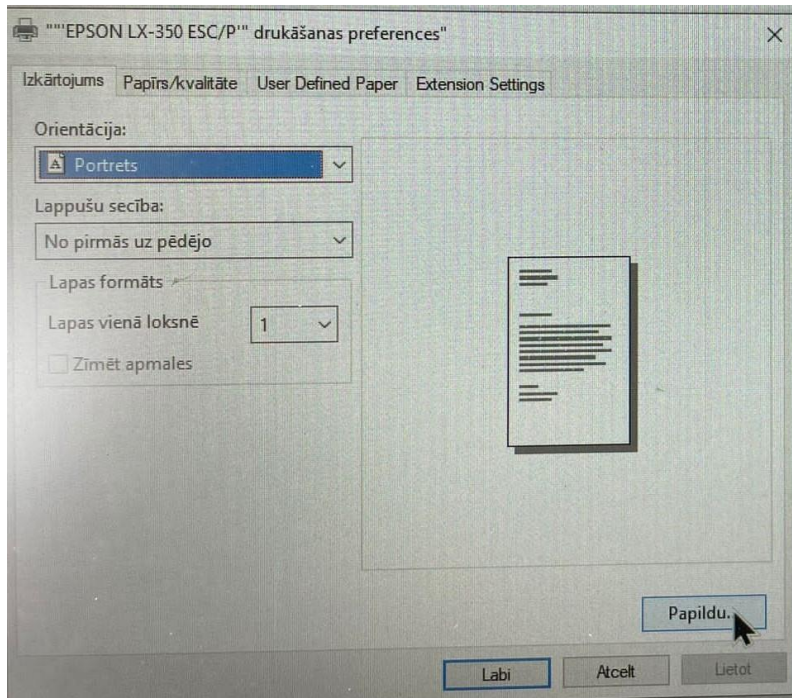 ""'EPSON LX-350 ESC/P'" drukāšanas preferences"
Izkārtojums Papīrs/kvalitāte User Defined Paper Extension Settings
Orientācija:
A Portrets
Lappušu secība:
No pirmās uz pēdējo
Lapas formāts
Lapas vienā loksnē 1
Zīmēt apmales
Papildu..
Labi Atcelt Lietot